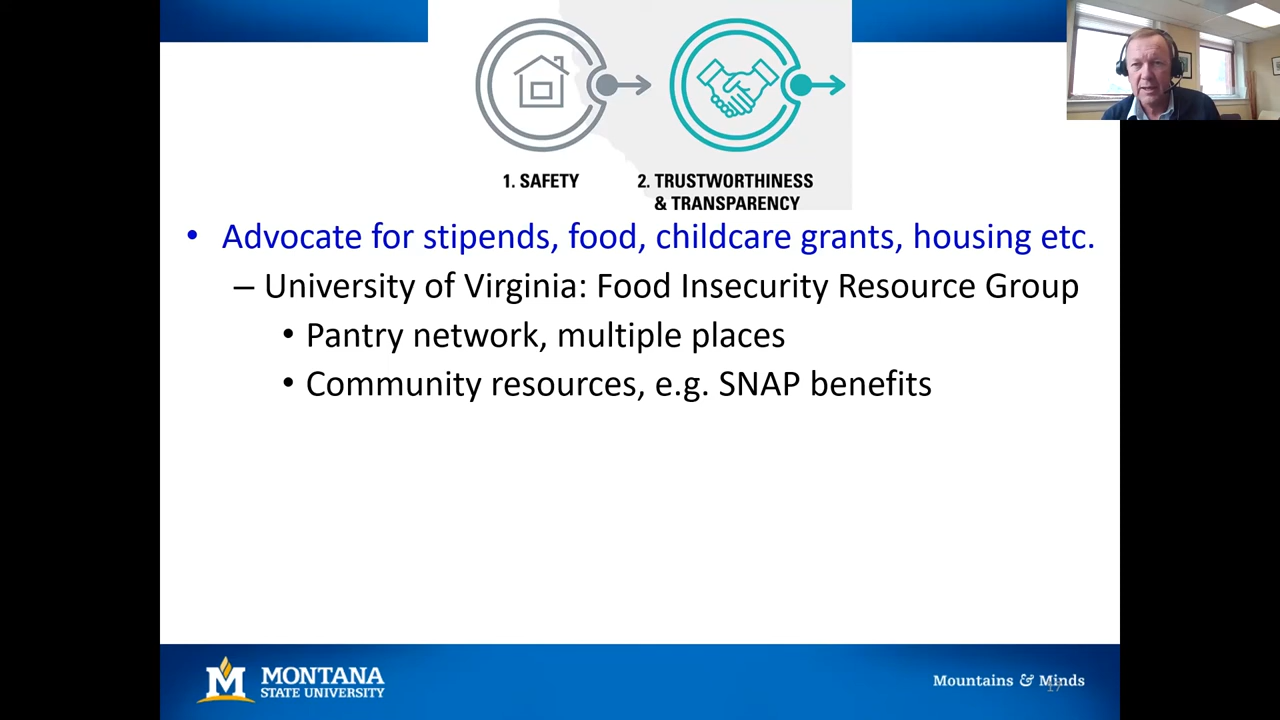 1. SAFETY
2. TRUSTWORTHINESS
& TRANSPARENCY
• Advocate for stipends, food, childcare grants, housing etc.
– University of Virginia: Food Insecurity Resource Group
• Pantry network, multiple places
• Community resources, e.g. SNAP benefits
M MONTANA
STATE UNIVERSITY
Mountains & Minds
17